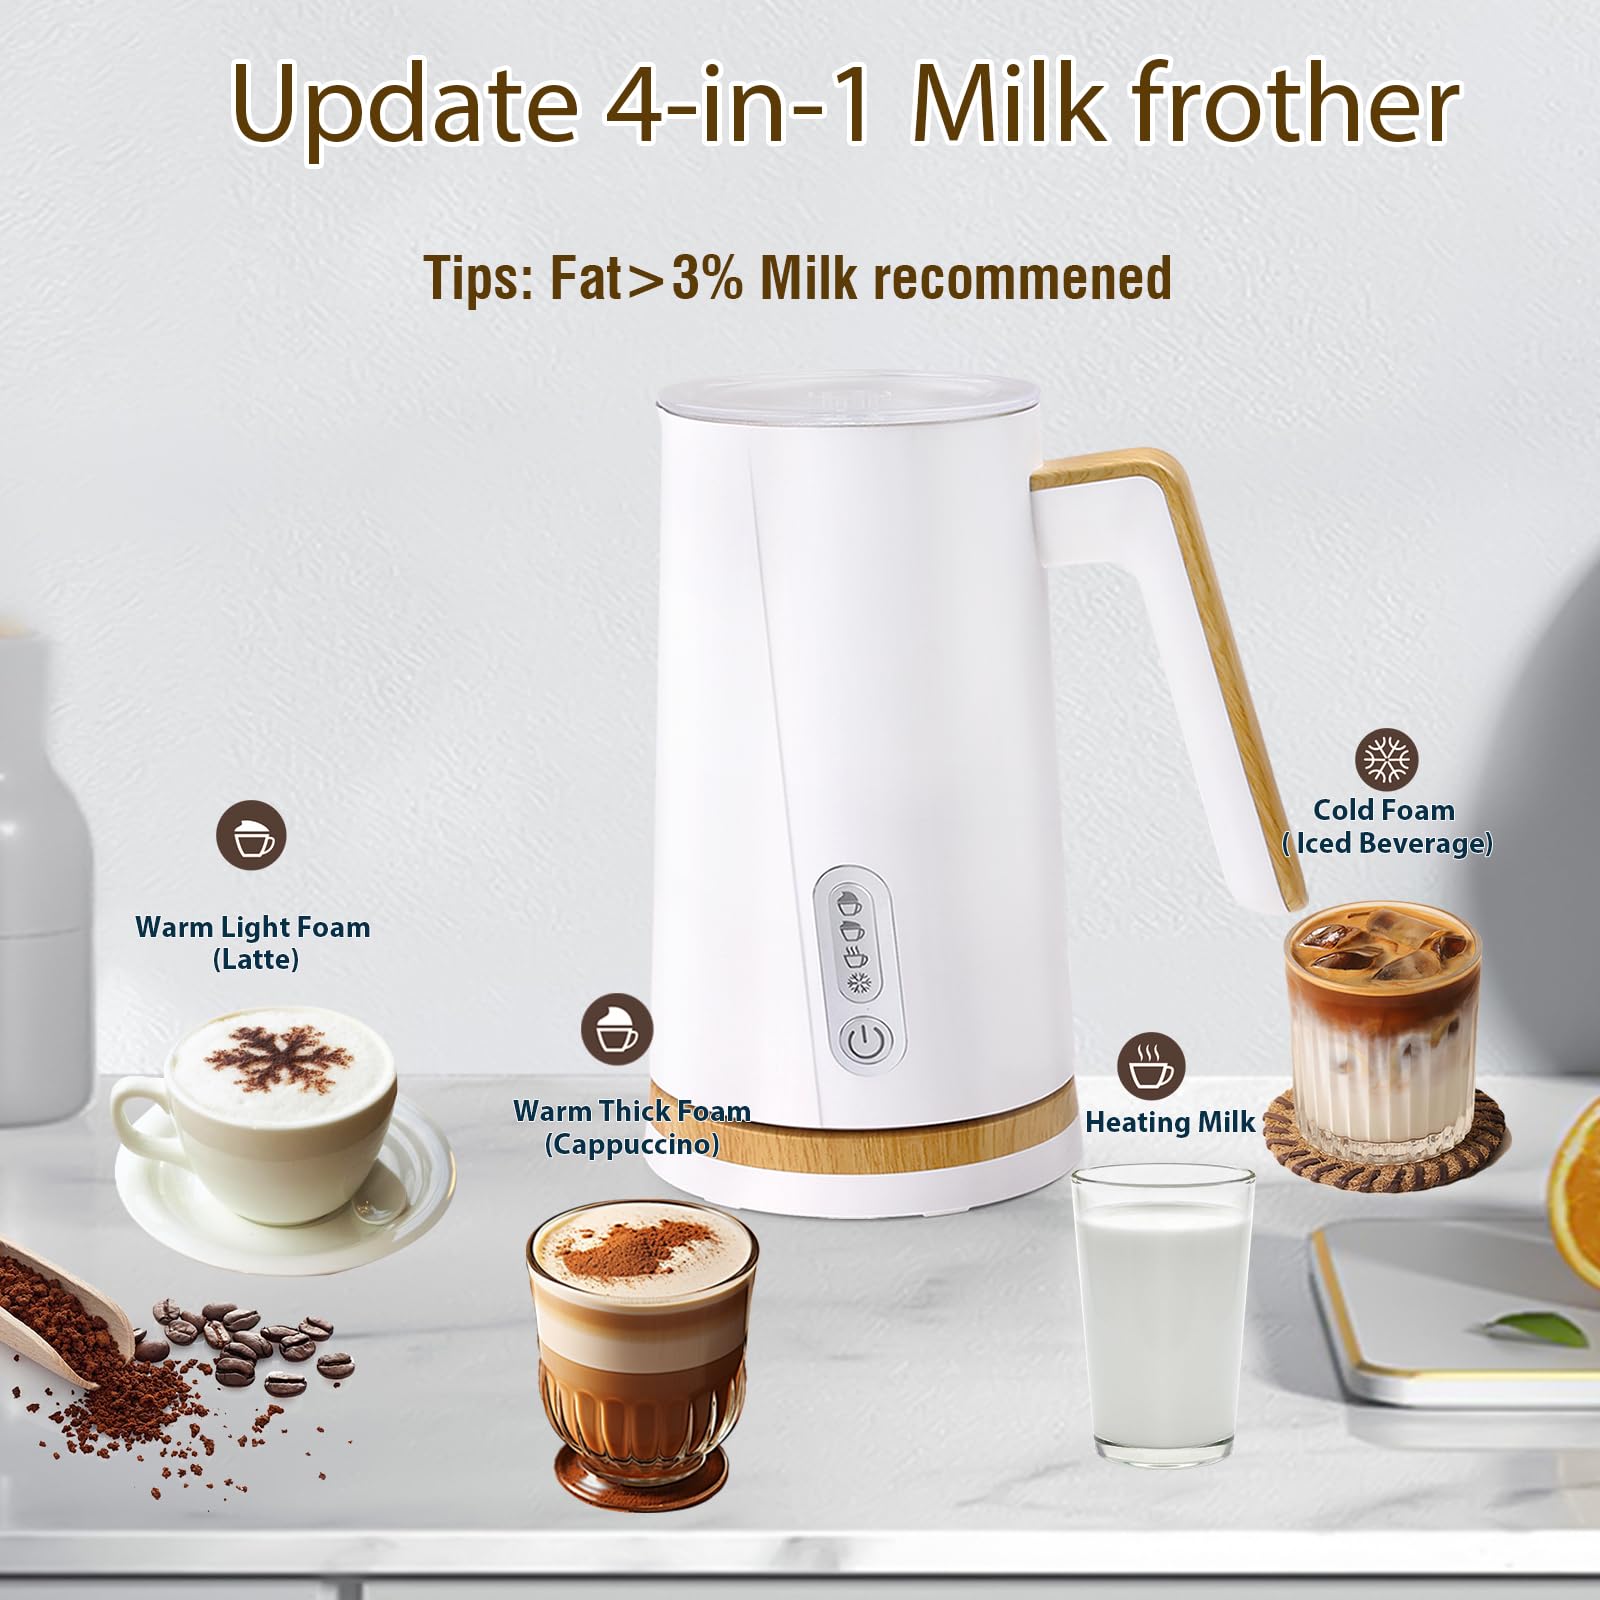 Update 4-in-1 Milk frother
Tips: Fat>3% Milk recommened
Cold Foam
( Iced Beverage)
Warm Light Foam
(Latte)
Warm Thick Foam
(Cappuccino)
Heating Milk